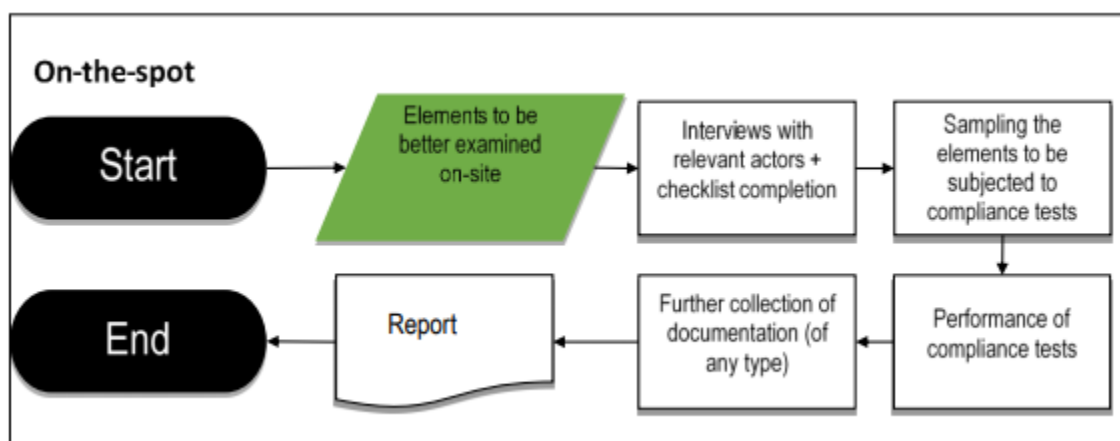 On-the-spot
Start
Elements to be
better examined
on-site
Interviews with
relevant actors +
checklist completion
Sampling the
elements to be
subjected to
compliance tests
Performance of
compliance tests
Further collection of
documentation (of
any type)
Report
End